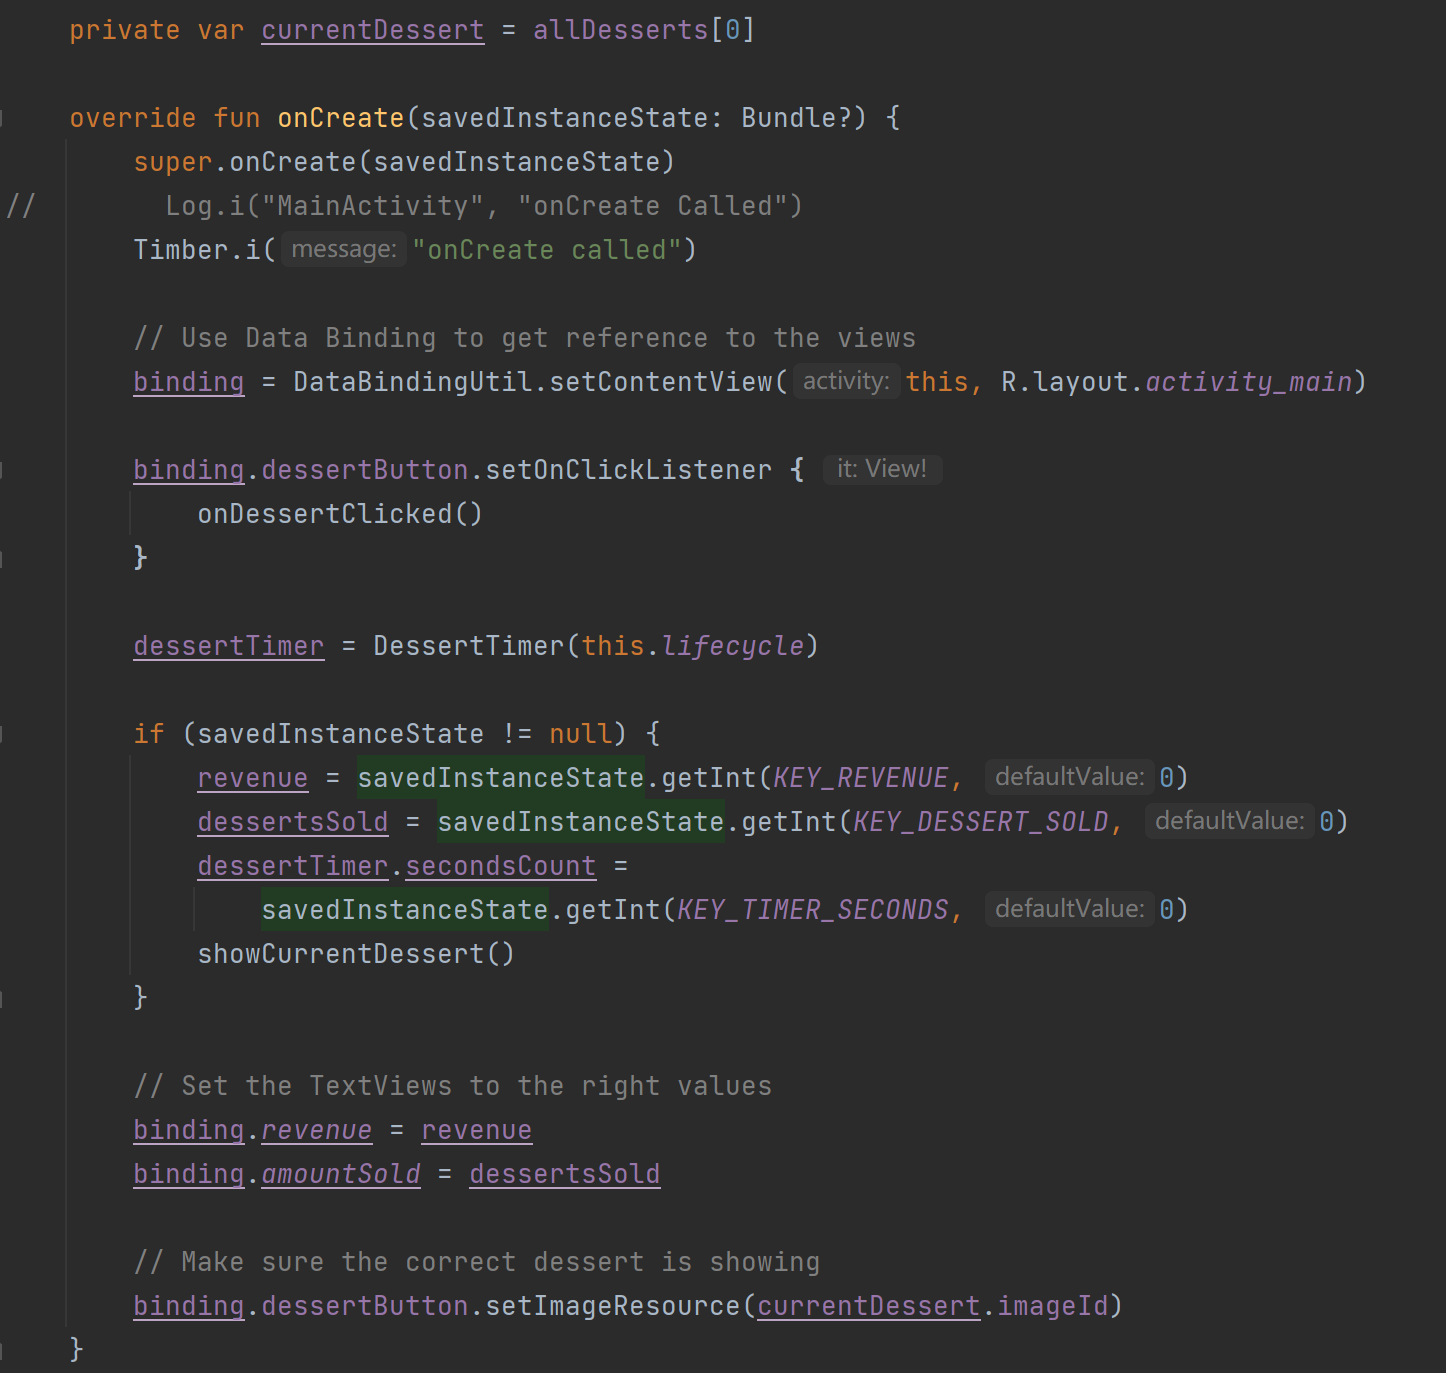 private var currentDessert = allDesserts[0]
override fun onCreate(savedInstanceState: Bundle?) {
super.onCreate(savedInstanceState)
// Log.i("MainActivity", "onCreate Called")
Timber.i( message: "onCreate called")
// Use Data Binding to get reference to the views
binding = DataBindingUtil.setContentView( activity: this, R.layout.activity_main)
binding.dessertButton.setOnClickListener { it: View!
onDessertClicked()
}
dessertTimer = DessertTimer(this.lifecycle)
if (savedInstanceState != null) {
revenue = savedInstanceState.getInt(KEY_REVENUE, defaultValue: 0)
dessertsSold = savedInstanceState.getInt(KEY_DESSERT_SOLD, defaultValue: 0)
dessertTimer.secondsCount =
savedInstanceState.getInt(KEY_TIMER_SECONDS, defaultValue: 0)
showCurrentDessert()
}
// Set the TextViews to the right values
binding.revenue = revenue
binding.amountSold = dessertsSold
// Make sure the correct dessert is showing
binding.dessertButton.setImageResource(currentDessert.imageId)
}